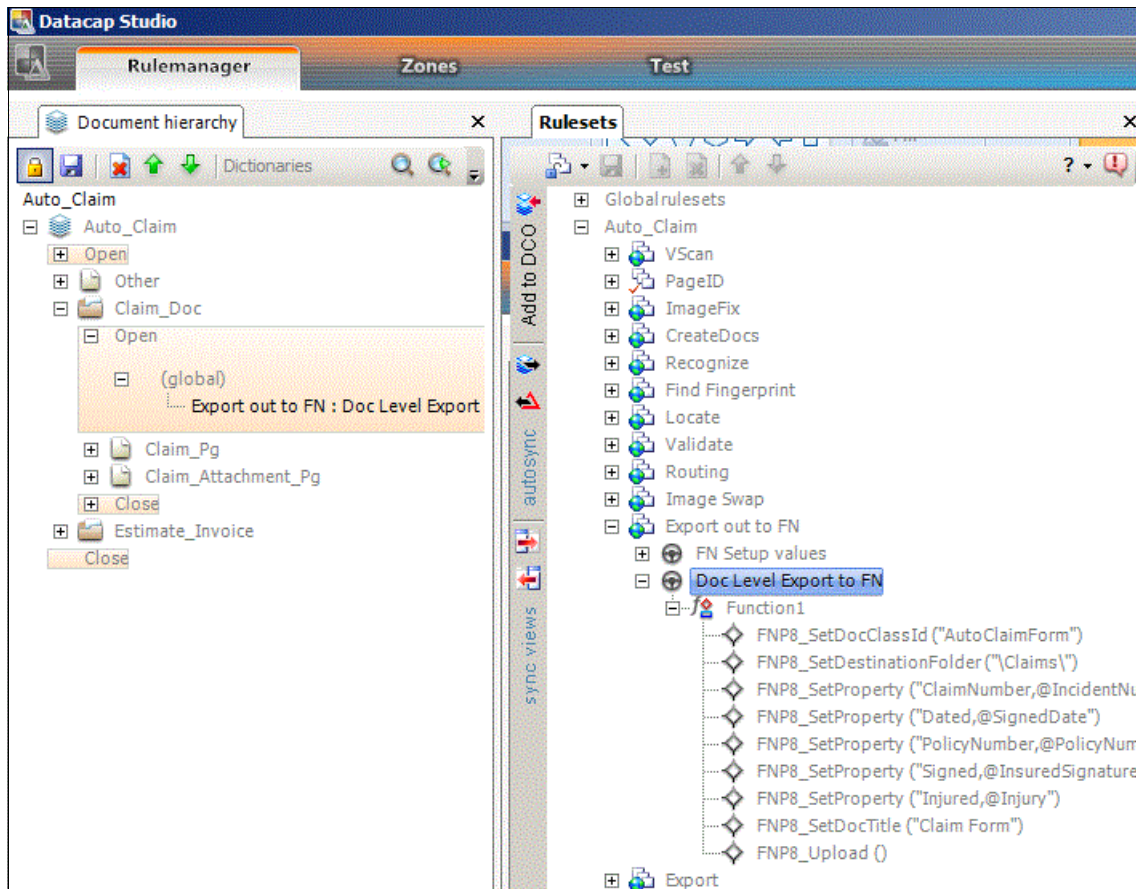 Datacap Studio
Rulemanager
Zones
Test
Document hierarchy
Dictionaries
Auto_Claim
Auto_Claim
Open
Other
Claim_Doc
Open
(global)
Export out to FN : Doc Level Export
Claim_Pg
Claim_Attachment_Pg
Close
Estimate_Invoice
Close
Rulesets
?
Add to DCO
autosync
sync views
Globalrulesets
Auto_Claim
VScan
PageID
ImageFix
CreateDocs
Recognize
Find Fingerprint
Locate
Validate
Routing
Image Swap
Export out to FN
FN Setup values
Doc Level Export to FN
Function1
FNP8_SetDocClassId ("AutoClaimForm")
FNP8_SetDestinationFolder ("\Claims\")
FNP8_SetProperty ("ClaimNumber,@IncidentNu
FNP8_SetProperty ("Dated,@SignedDate")
FNP8_SetProperty ("PolicyNumber,@PolicyNum
FNP8_SetProperty ("Signed,@InsuredSignature
FNP8_SetProperty ("Injured,@Injury")
FNP8_SetDocTitle ("Claim Form")
FNP8_Upload ()
Export